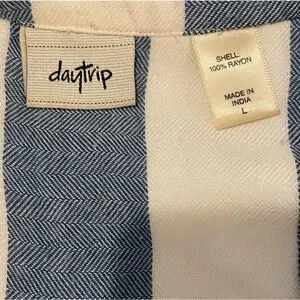 daytrip
SHELL:
100% RAYON
MADE IN
INDIA
L